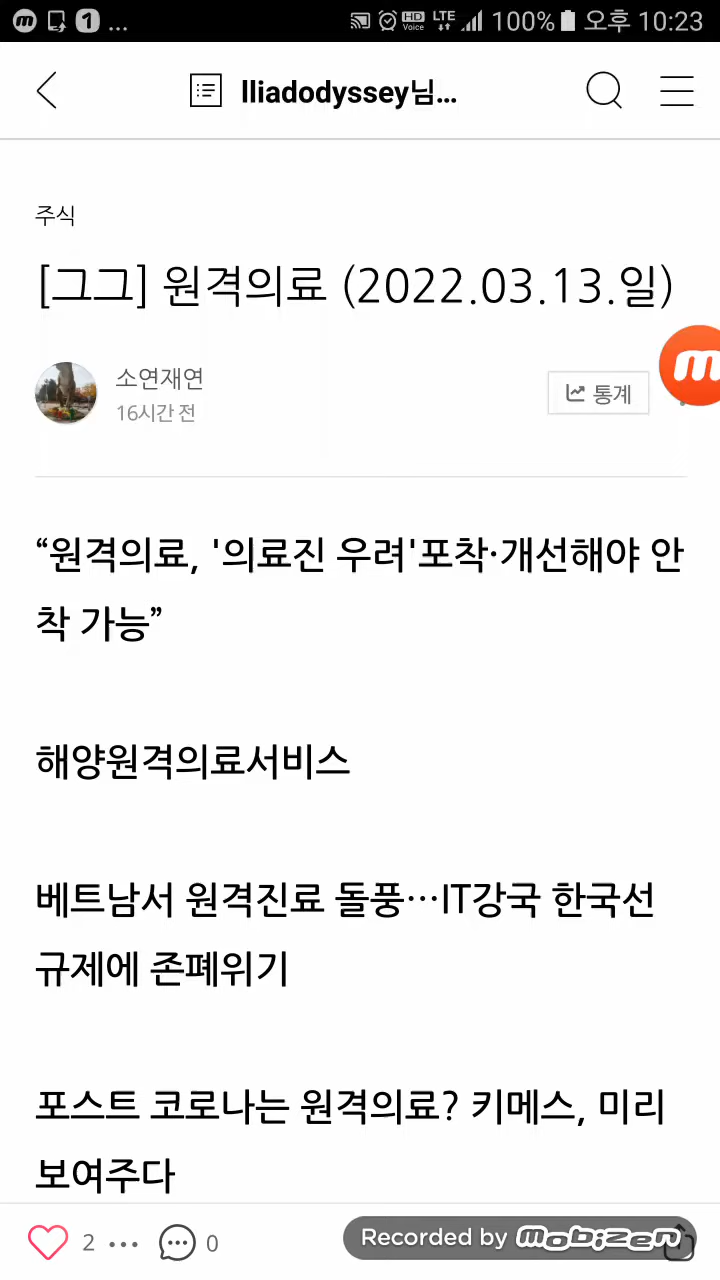 1 ... HD Voice LTE 100% 오후 10:23
Iliadodyssey님...
주식
[그그] 원격의료 (2022.03.13.일)
소연재연
16시간 전
통계
“원격의료, '의료진 우려'포착·개선해야 안
착 가능”
해양원격의료서비스
베트남서 원격진료 돌풍…IT강국 한국선
규제에 존폐위기
포스트 코로나는 원격의료? 키메스, 미리
보여주다
2 ... 0
Recorded by mobizen